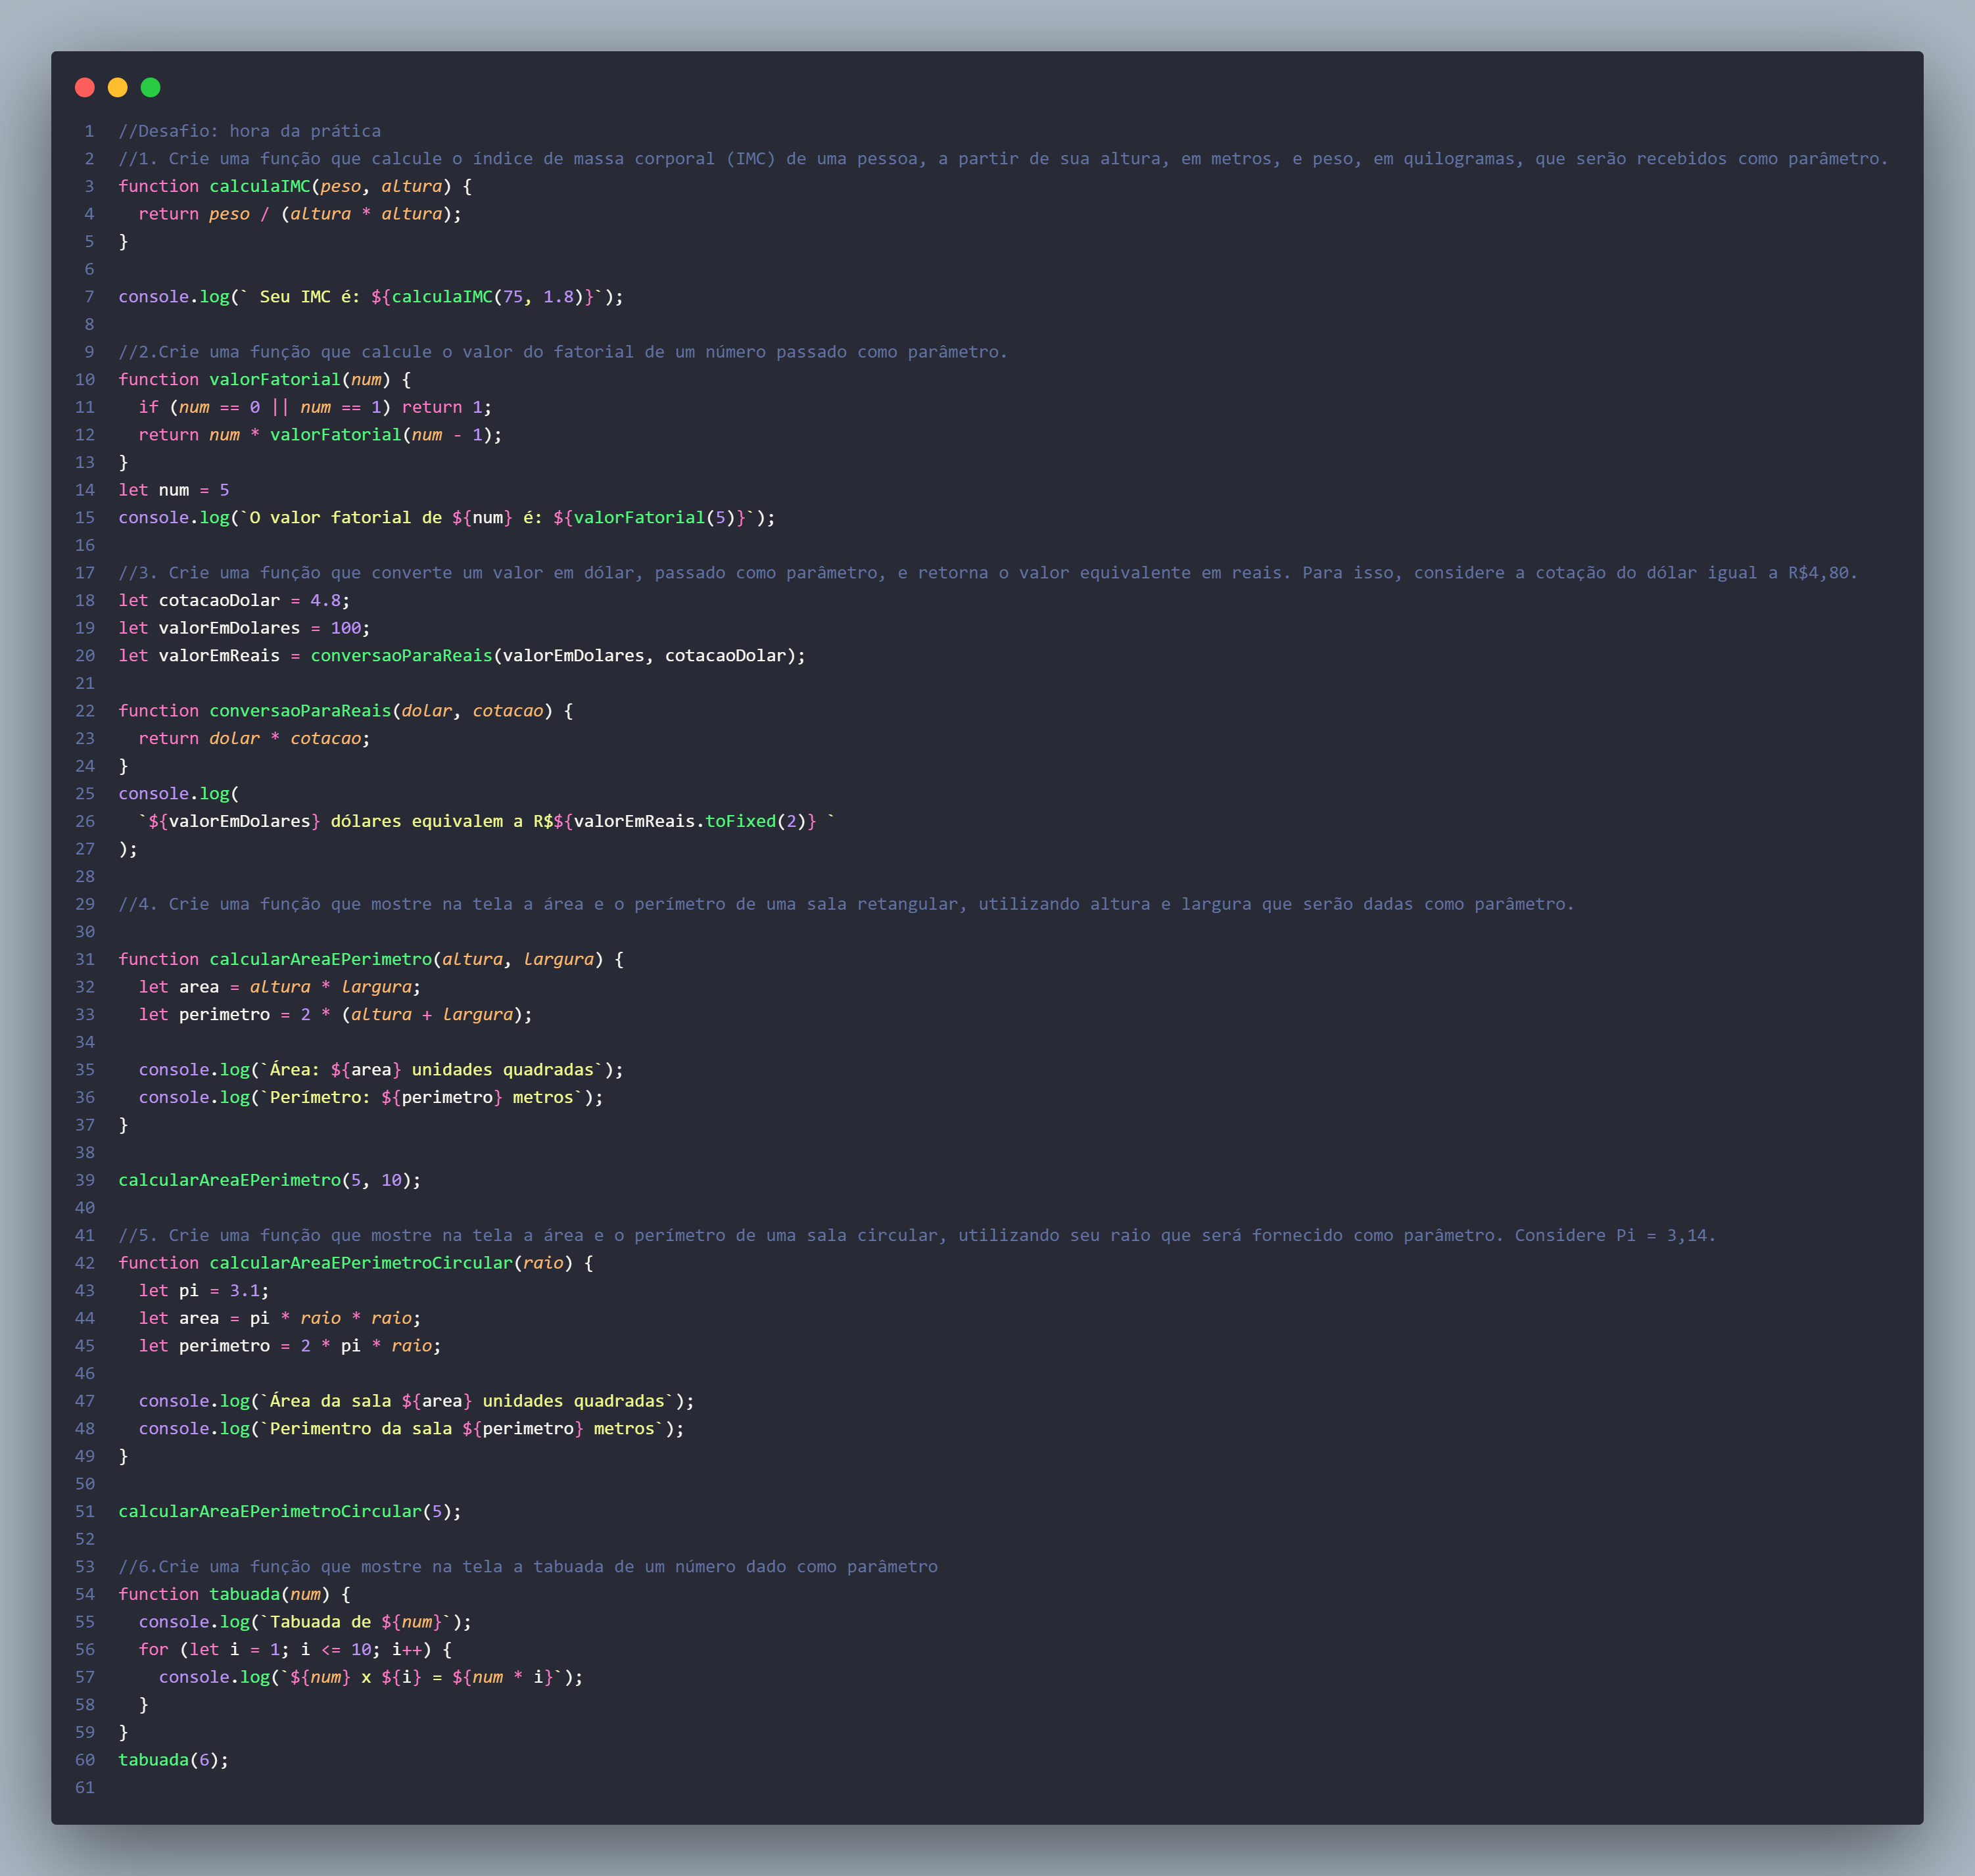 1 //Desafio: hora da prática
2 //1. Crie uma função que calcule o índice de massa corporal (IMC) de uma pessoa, a partir de sua altura, em metros, e peso, em quilogramas, que serão recebidos como parâmetro.
3 function calculaIMC(peso, altura) {
4   return peso / (altura * altura);
5 }
6
7 console.log(` Seu IMC é: ${calculaIMC(75, 1.8)}`);
8
9 //2.Crie uma função que calcule o valor do fatorial de um número passado como parâmetro.
10 function valorFatorial(num) {
11   if (num == 0 || num == 1) return 1;
12   return num * valorFatorial(num - 1);
13 }
14 let num = 5
15 console.log(`O valor fatorial de ${num} é: ${valorFatorial(5)}`);
16
17 //3. Crie uma função que converte um valor em dólar, passado como parâmetro, e retorna o valor equivalente em reais. Para isso, considere a cotação do dólar igual a R$4,80.
18 let cotacaoDolar = 4.8;
19 let valorEmDolares = 100;
20 let valorEmReais = conversaoParaReais(valorEmDolares, cotacaoDolar);
21
22 function conversaoParaReais(dolar, cotacao) {
23   return dolar * cotacao;
24 }
25 console.log(
26   `${valorEmDolares} dólares equivalem a R$${valorEmReais.toFixed(2)} `
27 );
28
29 //4. Crie uma função que mostre na tela a área e o perímetro de uma sala retangular, utilizando altura e largura que serão dadas como parâmetro.
30
31 function calcularAreaEPerimetro(altura, largura) {
32   let area = altura * largura;
33   let perimetro = 2 * (altura + largura);
34
35   console.log(`Área: ${area} unidades quadradas`);
36   console.log(`Perímetro: ${perimetro} metros`);
37 }
38
39 calcularAreaEPerimetro(5, 10);
40
41 //5. Crie uma função que mostre na tela a área e o perímetro de uma sala circular, utilizando seu raio que será fornecido como parâmetro. Considere Pi = 3,14.
42 function calcularAreaEPerimetroCircular(raio) {
43   let pi = 3.1;
44   let area = pi * raio * raio;
45   let perimetro = 2 * pi * raio;
46
47   console.log(`Área da sala ${area} unidades quadradas`);
48   console.log(`Perimentro da sala ${perimetro} metros`);
49 }
50
51 calcularAreaEPerimetroCircular(5);
52
53 //6.Crie uma função que mostre na tela a tabuada de um número dado como parâmetro
54 function tabuada(num) {
55   console.log(`Tabuada de ${num}`);
56   for (let i = 1; i <= 10; i++) {
57     console.log(`${num} x ${i} = ${num * i}`);
58   }
59 }
60 tabuada(6);
61